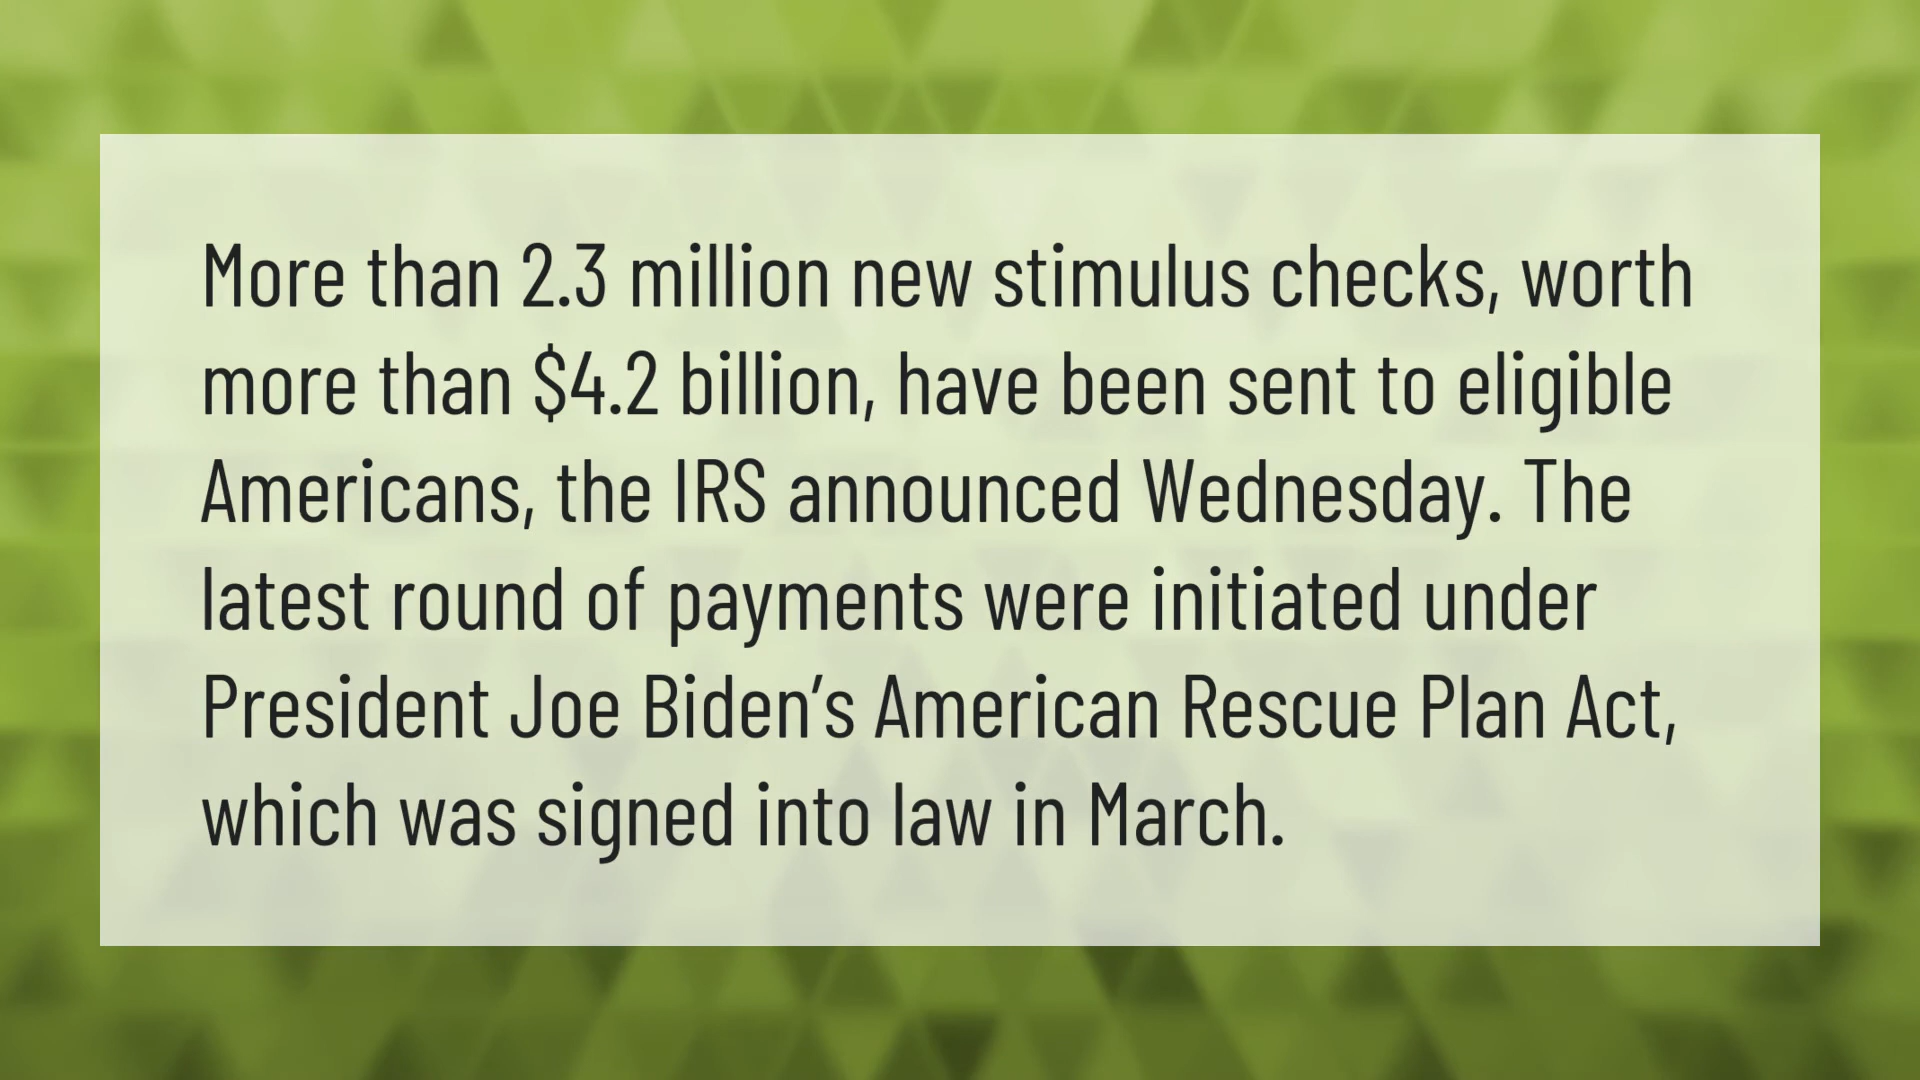 More than 2.3 million new stimulus checks, worth
more than $4.2 billion, have been sent to eligible
Americans, the IRS announced Wednesday. The
latest round of payments were initiated under
President Joe Biden’s American Rescue Plan Act,
which was signed into law in March.